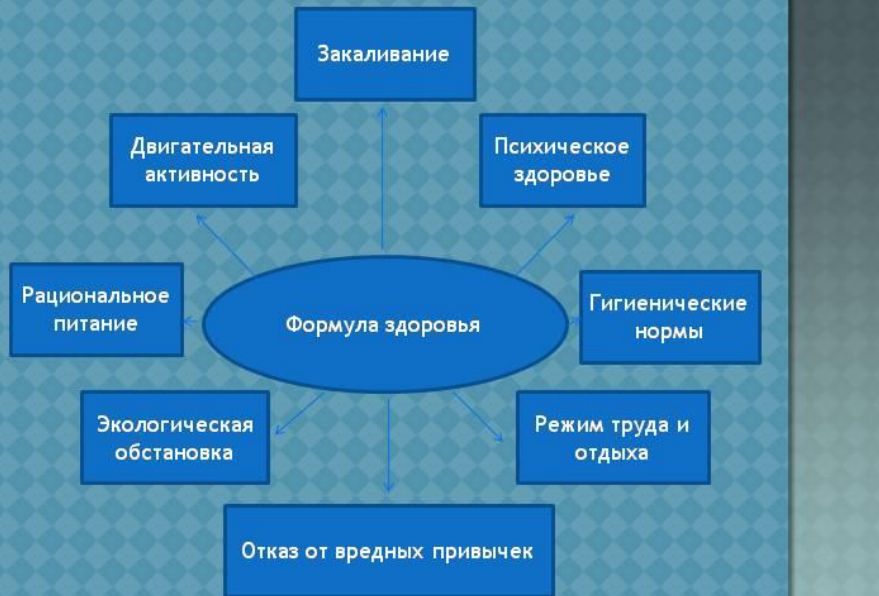 Закаливание
Двигательная
активность
Психическое
здоровье
Рациональное
питание
Формула здоровья
Гигиенические
нормы
Экологическая
обстановка
Режим труда и
отдыха
Отказ от вредных привычек